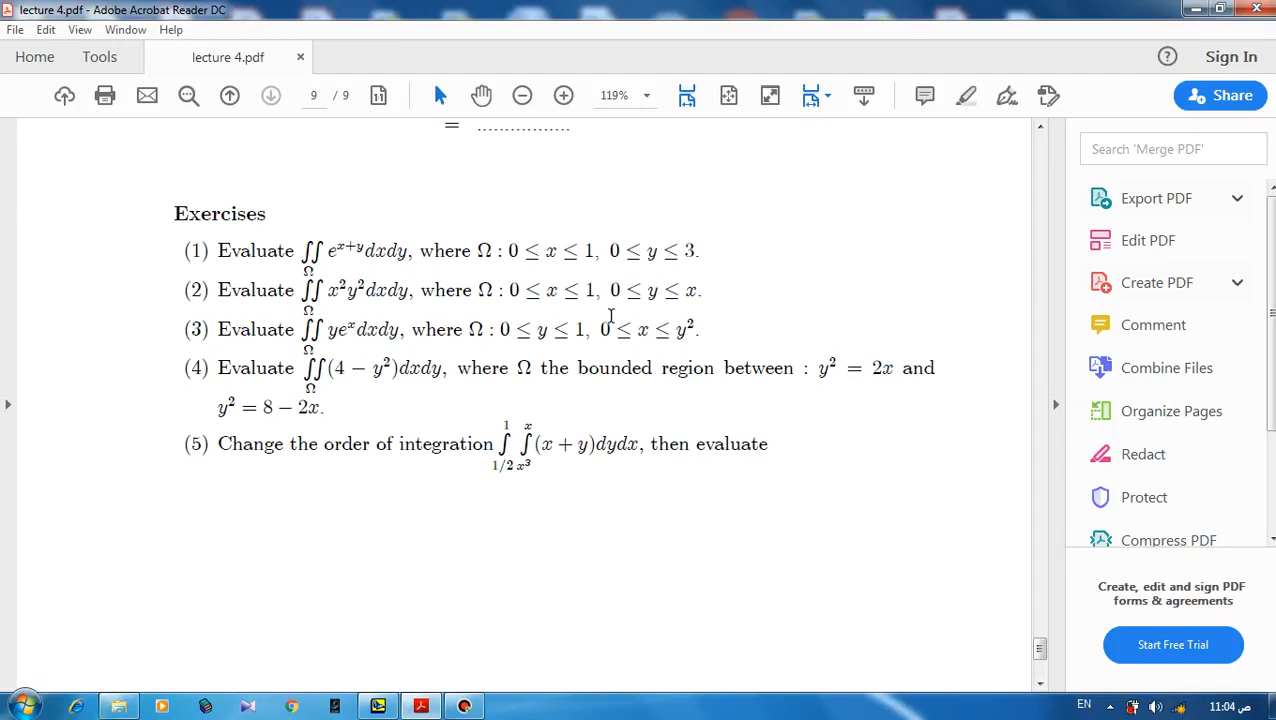 lecture 4.pdf - Adobe Acrobat Reader DC
File Edit View Window Help
Home Tools lecture 4.pdf × ? Sign In
9 / 9 119% Share
= .................
Exercises
(1) Evaluate ∬_Ω e^{x+y}dxdy, where Ω : 0 ≤ x ≤ 1, 0 ≤ y ≤ 3.
(2) Evaluate ∬_Ω x²y²dxdy, where Ω : 0 ≤ x ≤ 1, 0 ≤ y ≤ x.
(3) Evaluate ∬_Ω ye^x dxdy, where Ω : 0 ≤ y ≤ 1, 0 ≤ x ≤ y².
(4) Evaluate ∬_Ω (4 − y²)dxdy, where Ω the bounded region between : y² = 2x and
y² = 8 − 2x.
(5) Change the order of integration ∫_{1/2}^{1} ∫_{x³}^{x} (x + y)dydx, then evaluate
Search 'Merge PDF'
Export PDF
Edit PDF
Create PDF
Comment
Combine Files
Organize Pages
Redact
Protect
Compress PDF
Create, edit and sign PDF
forms & agreements
Start Free Trial
EN 11:04 ص